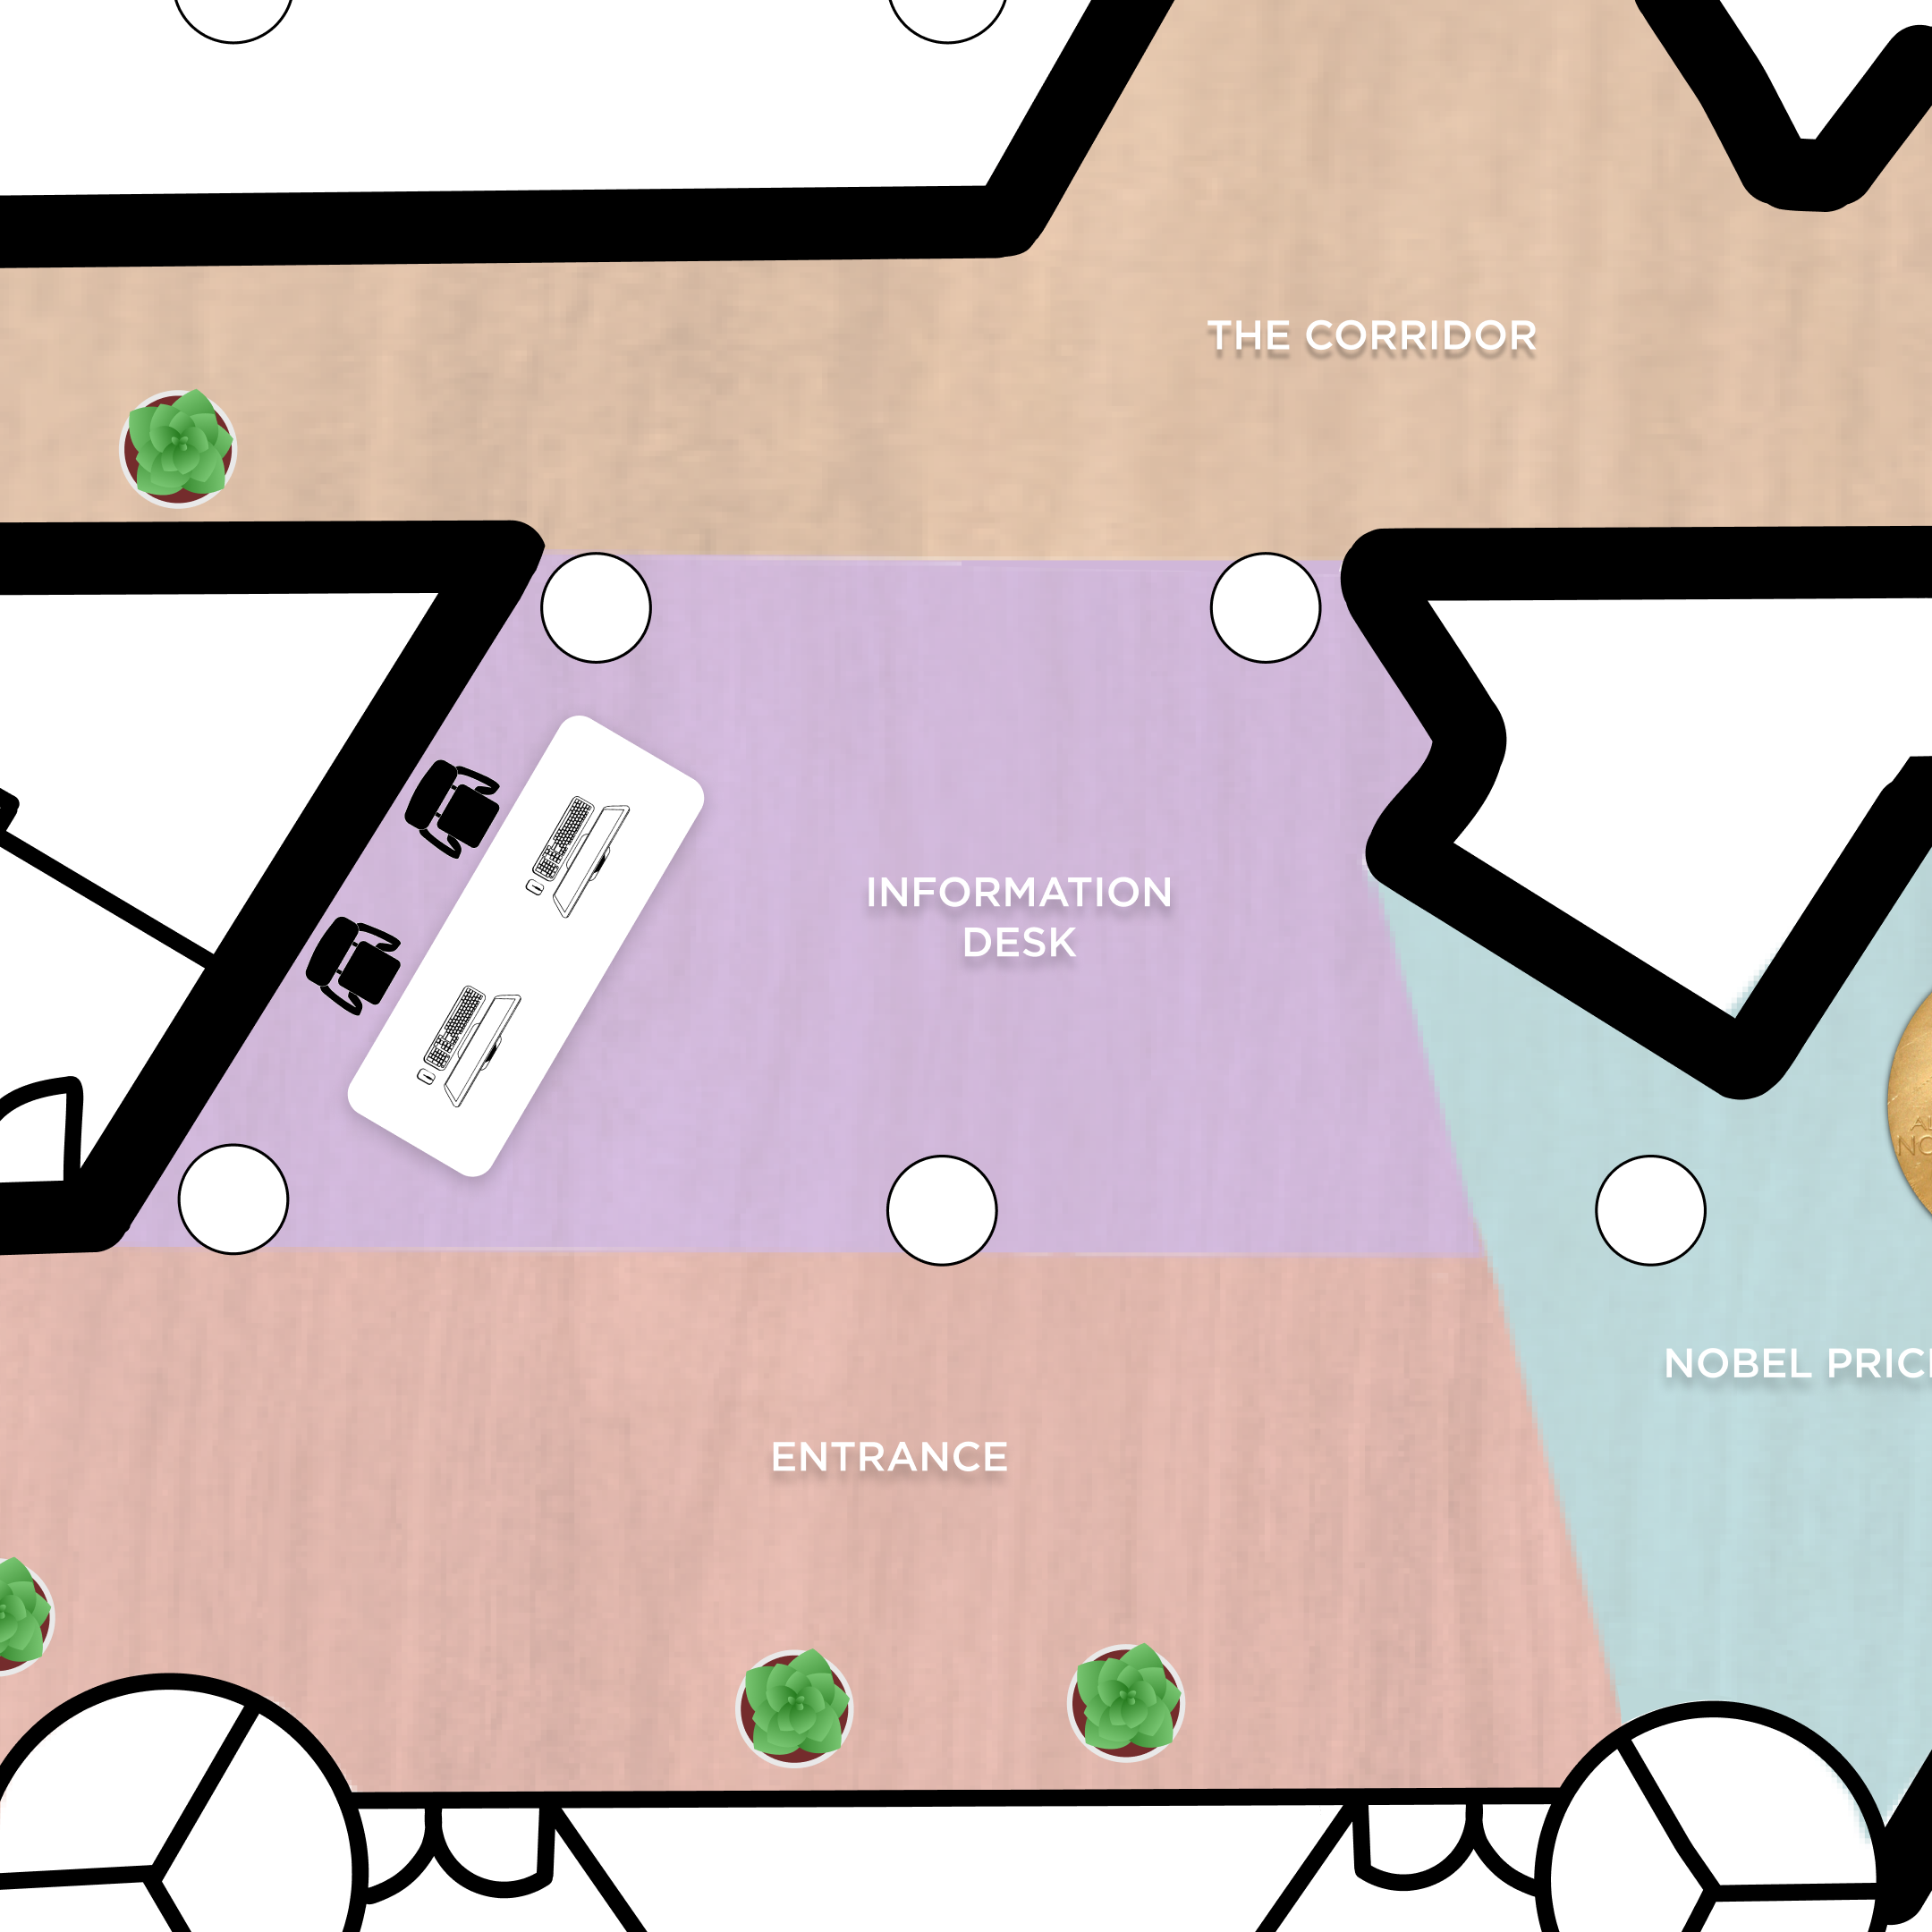 THE CORRIDOR
INFORMATION
DESK
NOBEL PRIC
ENTRANCE